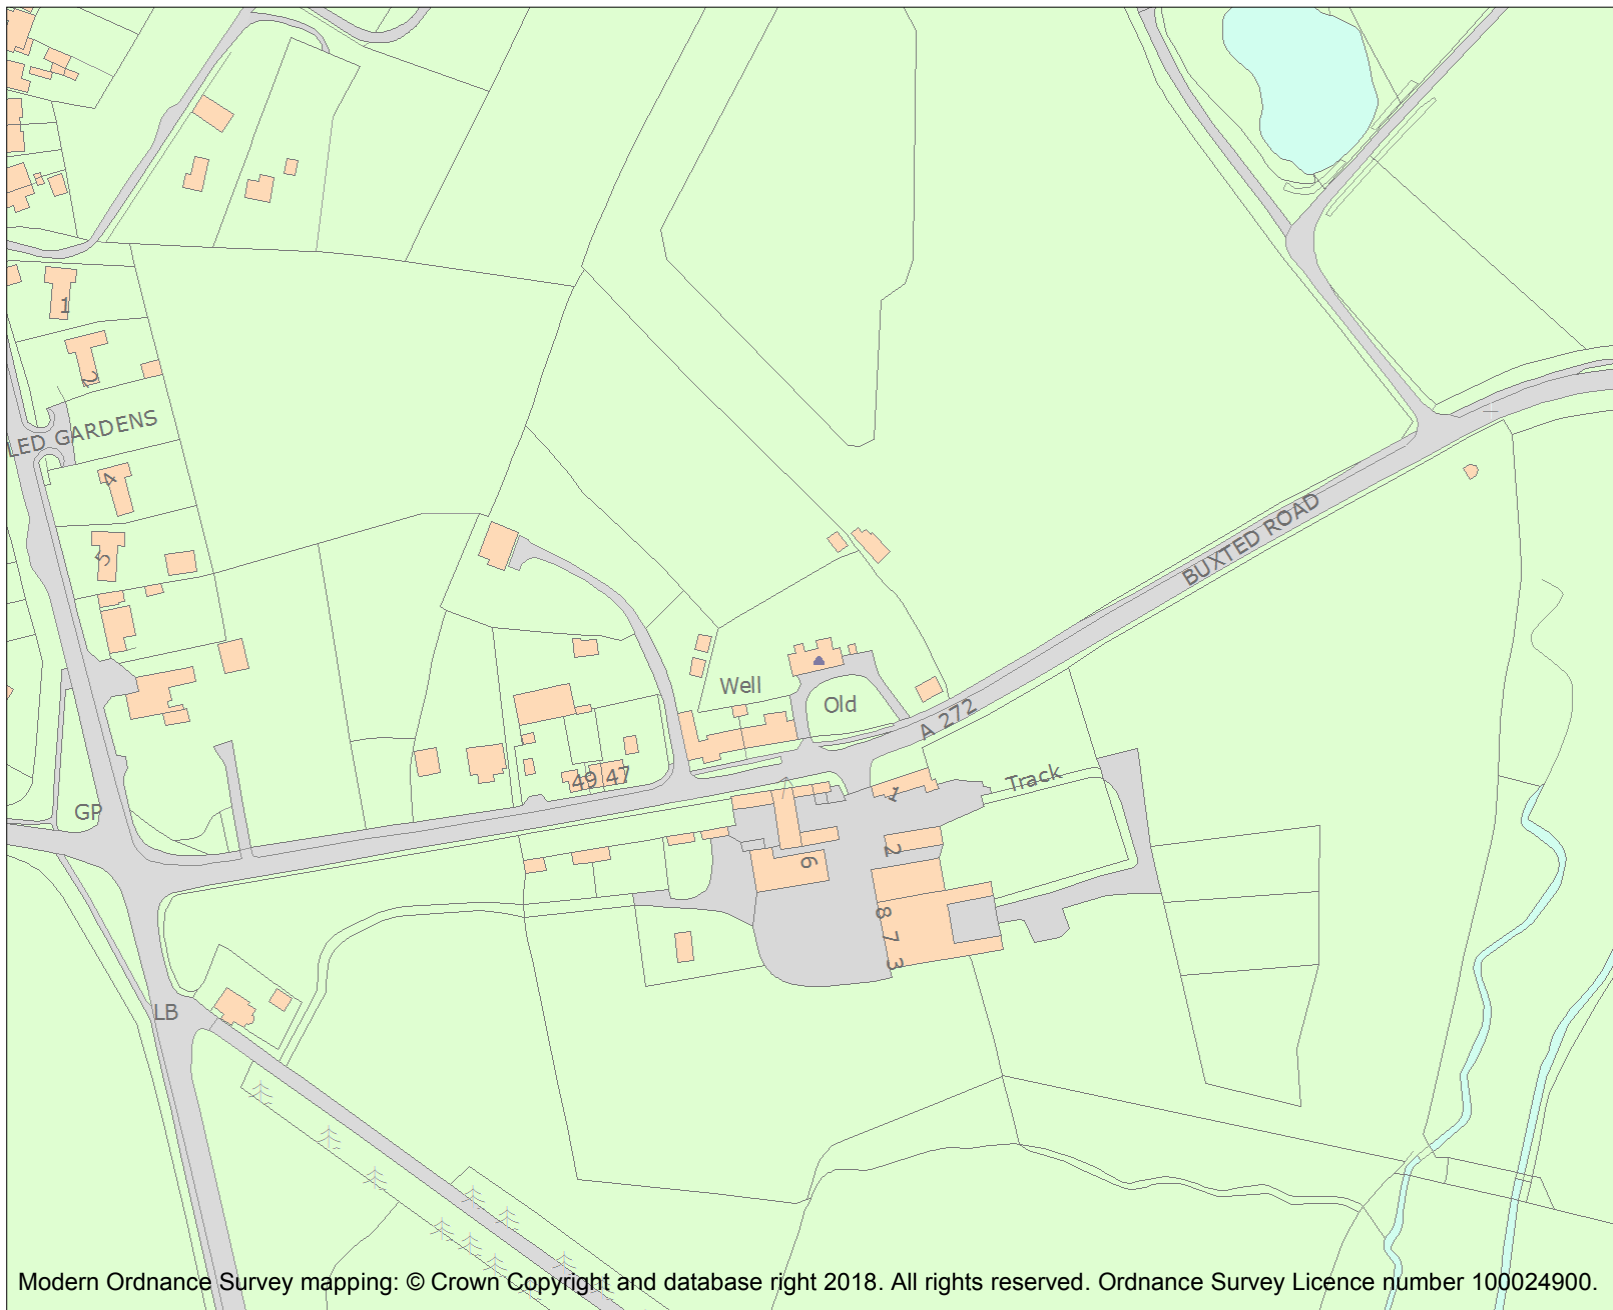 1
2
LED GARDENS
4
5
BUXTED ROAD
Well
Old
A 272
49 47
Track
1
GP
2
6
8
7
3
LB
Modern Ordnance Survey mapping: © Crown Copyright and database right 2018. All rights reserved. Ordnance Survey Licence number 100024900.